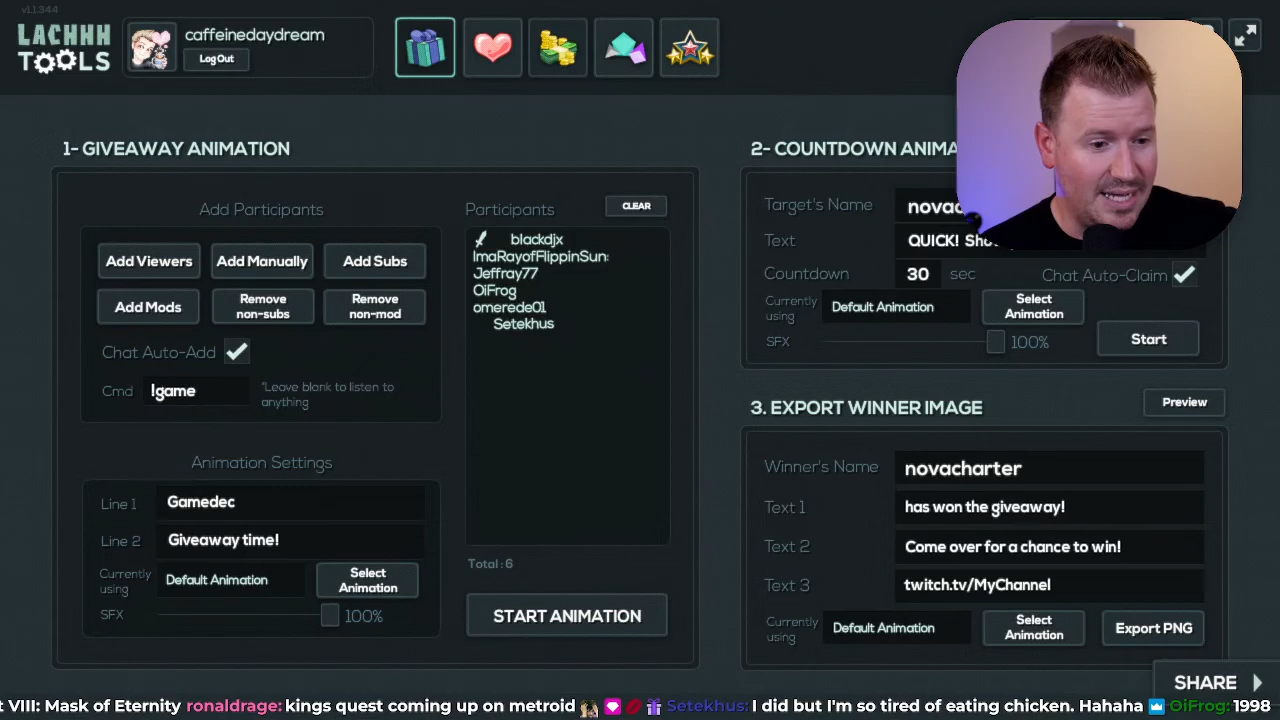 v1.1.344
LACHHH
TOOLS
caffeinedaydream
Log Out
1- GIVEAWAY ANIMATION
Add Participants
Add Viewers
Add Manually
Add Subs
Add Mods
Remove
non-subs
Remove
non-mod
Chat Auto-Add
Cmd !game
*Leave blank to listen to
anything
Participants
CLEAR
blackdjx
ImaRayofFlippinSun
Jeffray77
OiFrog
omerede01
Setekhus
Total : 6
START ANIMATION
Animation Settings
Line 1 Gamedec
Line 2 Giveaway time!
Currently
using
Default Animation
Select
Animation
SFX 100%
2- COUNTDOWN
Target's Name
Text QUICK!
Countdown 30 sec
Chat Auto-Claim
Currently
using
Default Animation
Select
Animation
SFX 100%
Start
3. EXPORT WINNER IMAGE
Preview
Winner's Name novacharter
Text 1 has won the giveaway!
Text 2 Come over for a chance to win!
Text 3 twitch.tv/MyChannel
Currently
using
Default Animation
Select
Animation
Export PNG
SHARE
t VIII: Mask of Eternity ronaldrage: kings quest coming up on metroid Setekhus: I did but I'm so tired of eating chicken. Hahaha OiFrog: 1998